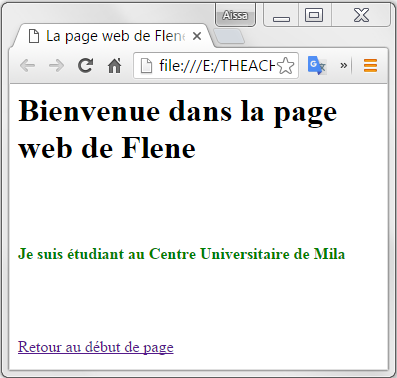 Aissa
La page web de Flene
file:///E:/THEACH
»
Bienvenue dans la page
web de Flene
Je suis étudiant au Centre Universitaire de Mila
Retour au début de page